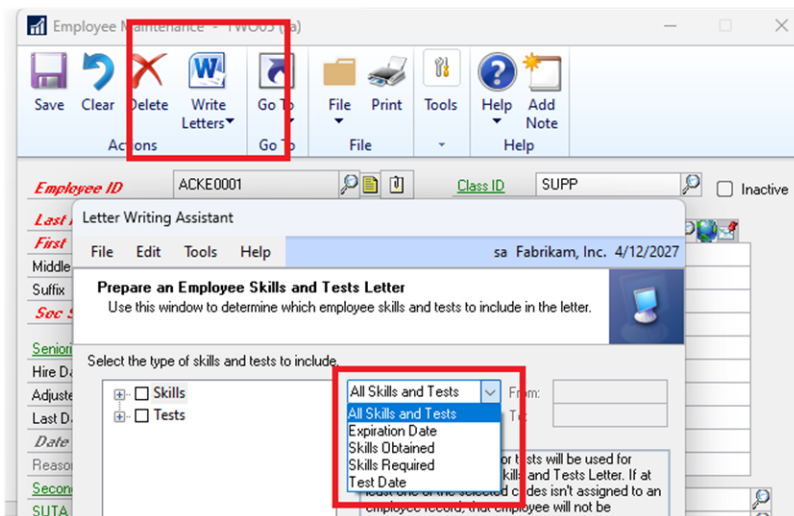 Employee Maintenance - TWO05 (sa)
Save Clear Delete Write Letters Go To File Print Tools Help Add Note
Actions Go To File Help
Employee ID ACKE0001 Class ID SUPP Inactive
Last
First
Middle
Suffix
Soc S
Seniori
Hire Da
Adjuste
Last D
Date
Reaso
Secon
SUTA
Letter Writing Assistant
File Edit Tools Help sa Fabrikam, Inc. 4/12/2027
Prepare an Employee Skills and Tests Letter
Use this window to determine which employee skills and tests to include in the letter.
Select the type of skills and tests to include.
Skills
Tests
All Skills and Tests From:
All Skills and Tests To:
Expiration Date
Skills Obtained
Skills Required
Test Date
or tests will be used for
kills and Tests Letter. If at
least one of the selected codes isn't assigned to an
employee record, that employee will not be